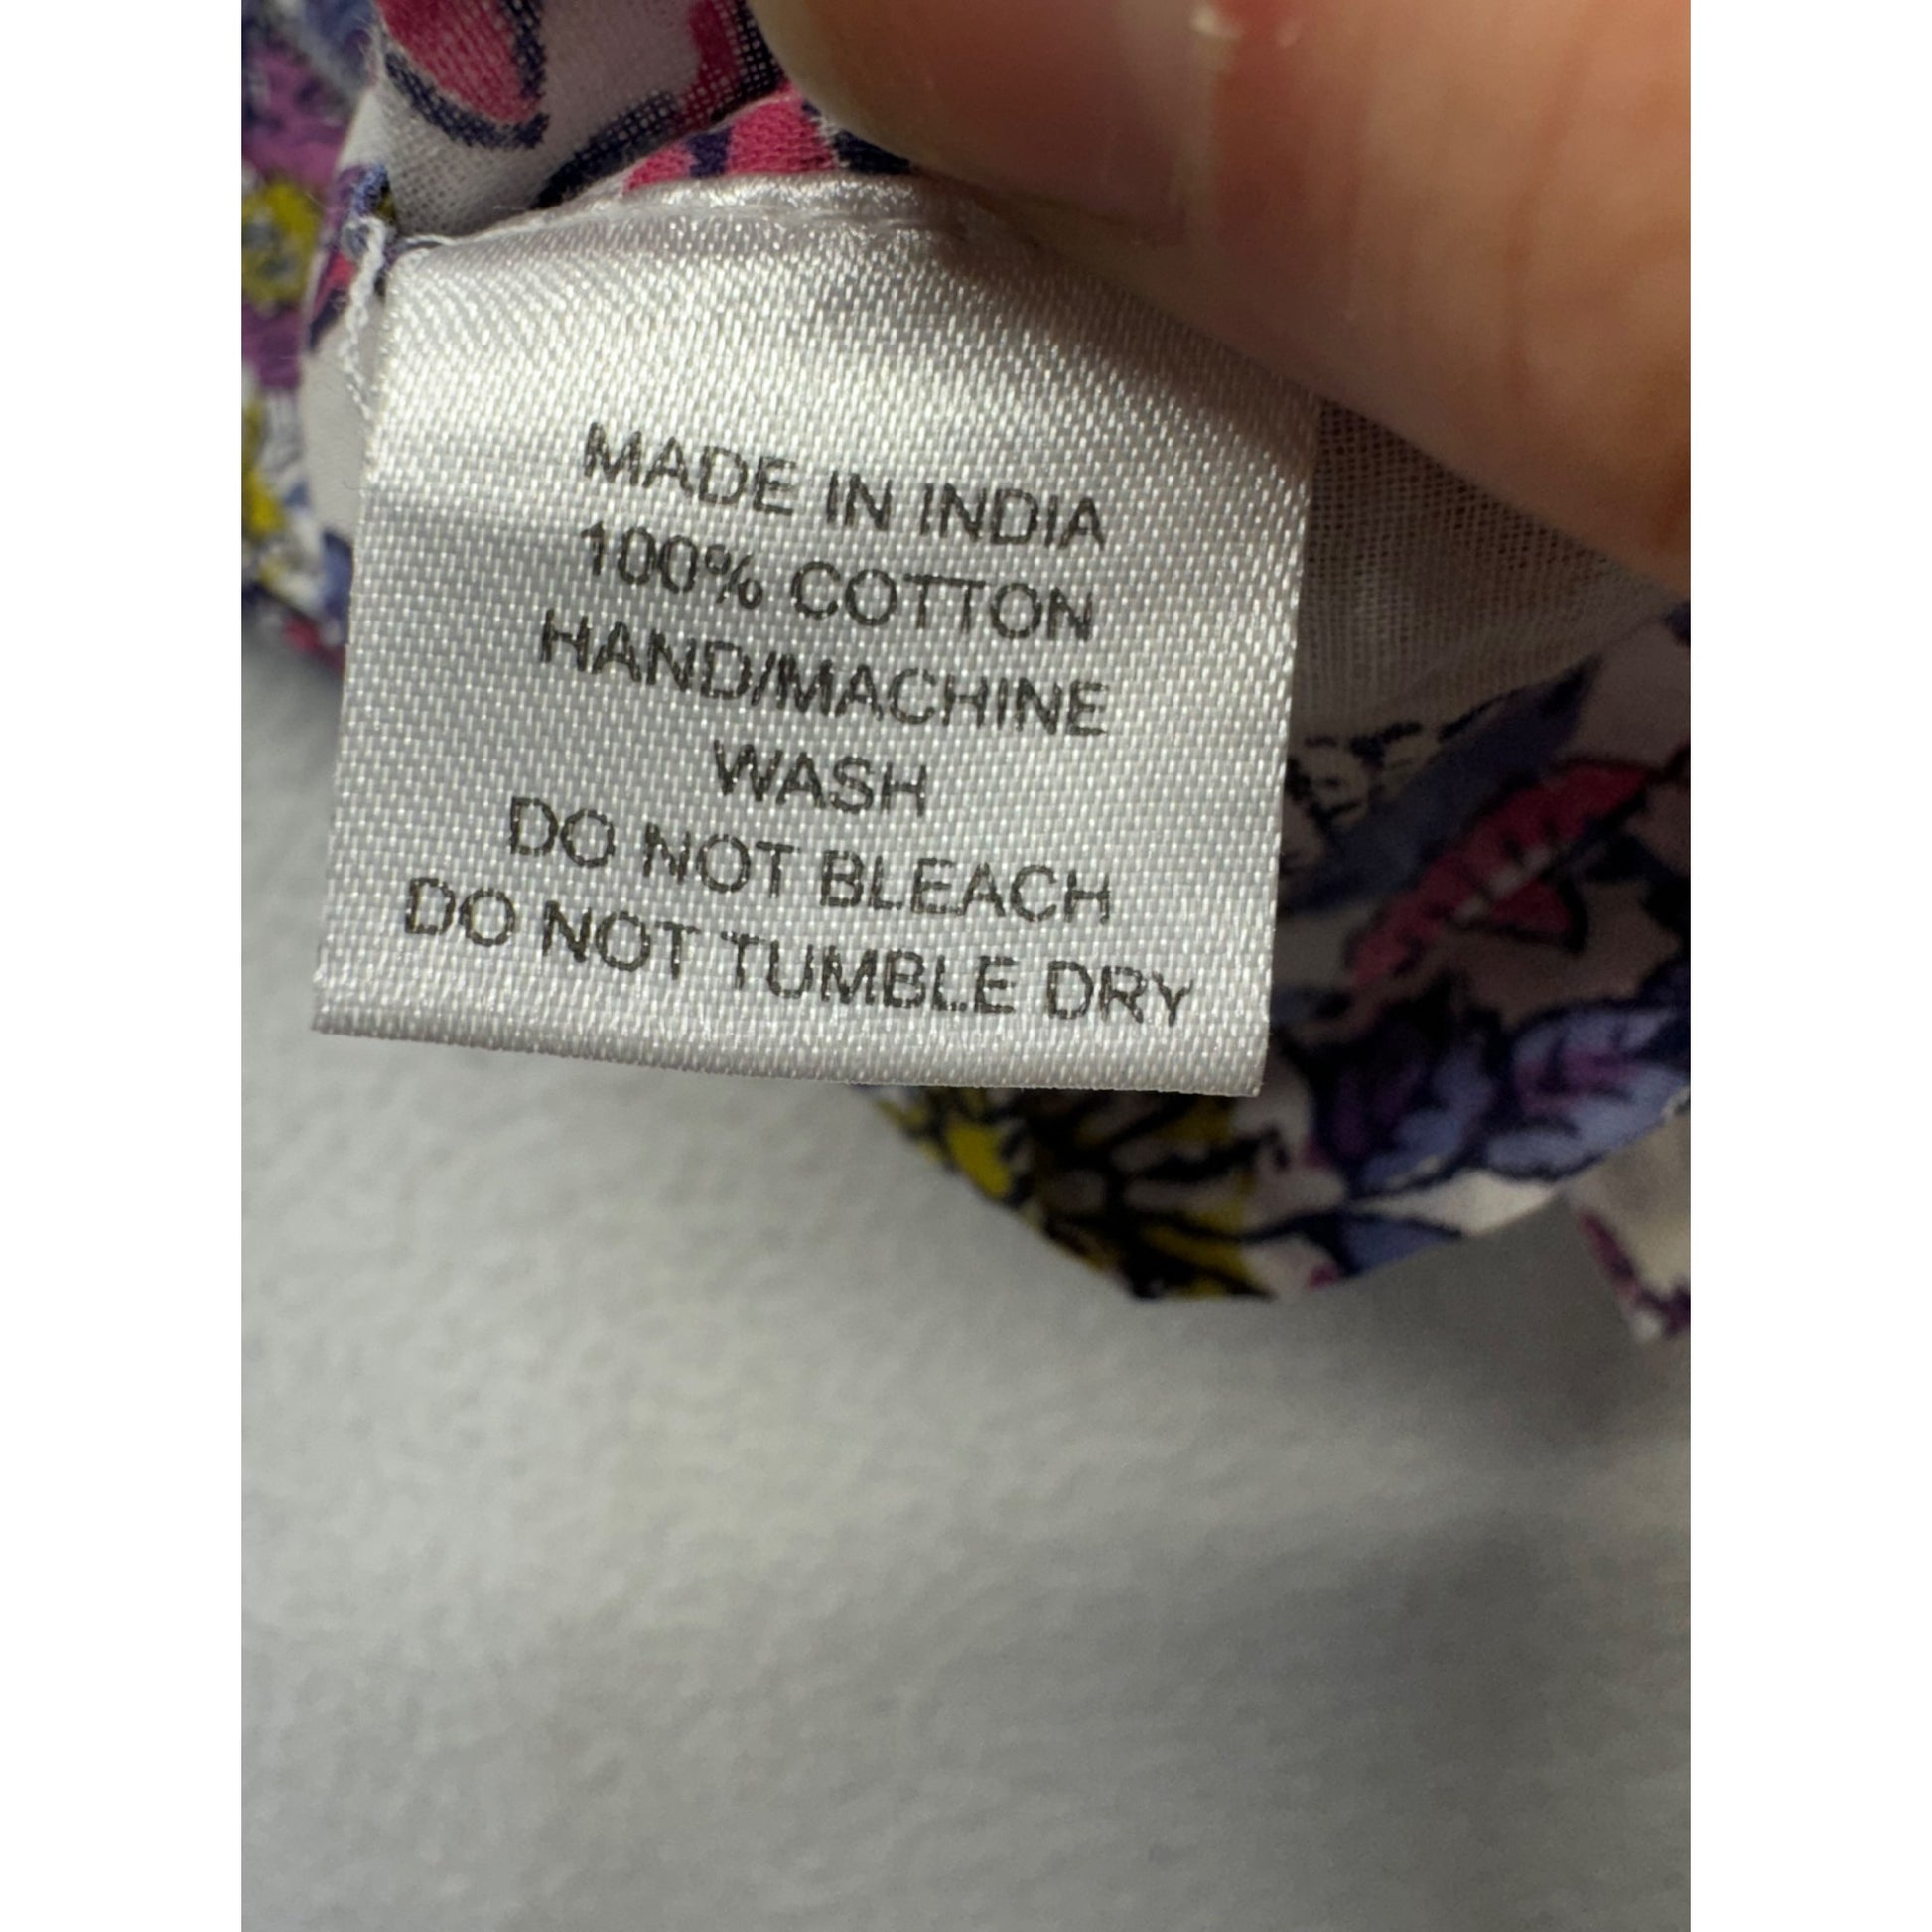 MADE IN INDIA
100% COTTON
HAND/MACHINE
WASH
DO NOT BLEACH
DO NOT TUMBLE DRY